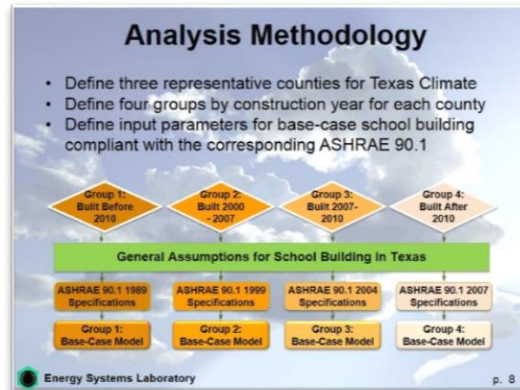 Analysis Methodology
• Define three representative counties for Texas Climate
• Define four groups by construction year for each county
• Define input parameters for base-case school building
compliant with the corresponding ASHRAE 90.1
Group 1:
Built Before
2010
Group 2:
Built 2000
- 2007
Group 3:
Built 2007-
2010
Group 4:
Built After
2010
General Assumptions for School Building in Texas
ASHRAE 90.1 1989
Specifications
ASHRAE 90.1 1999
Specifications
ASHRAE 90.1 2004
Specifications
ASHRAE 90.1 2007
Specifications
Group 1:
Base-Case Model
Group 2:
Base-Case Model
Group 3:
Base-Case Model
Group 4:
Base-Case Model
Energy Systems Laboratory
p. 8